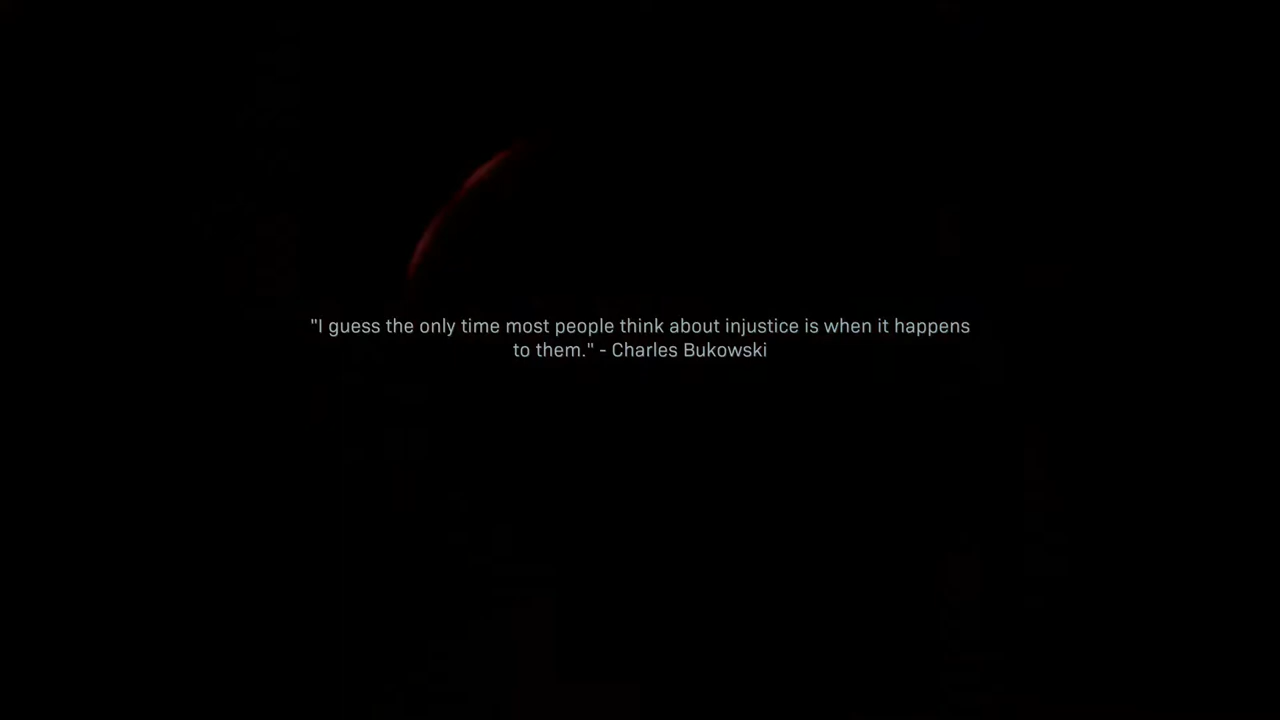 "I guess the only time most people think about injustice is when it happens
to them." - Charles Bukowski